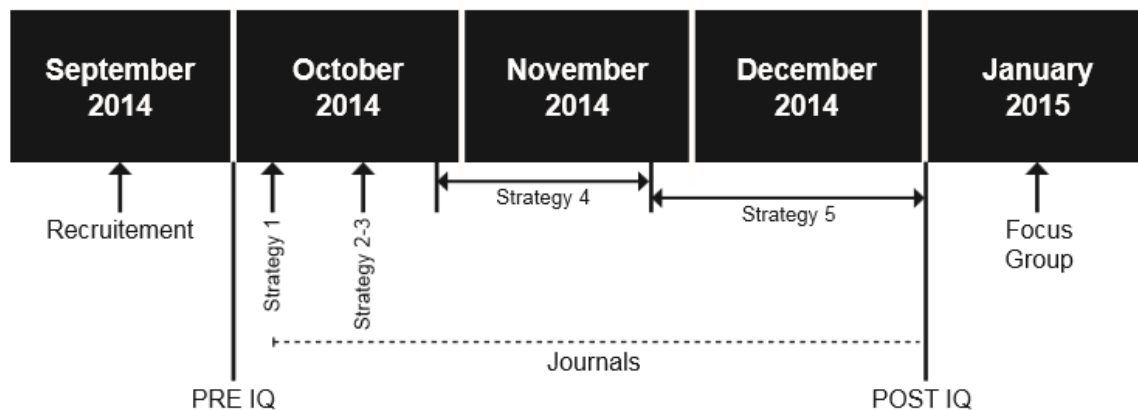 September
2014
October
2014
November
2014
December
2014
January
2015
Recruitement
Strategy 1
Strategy 2-3
Strategy 4
Strategy 5
Focus
Group
Journals
PRE IQ
POST IQ